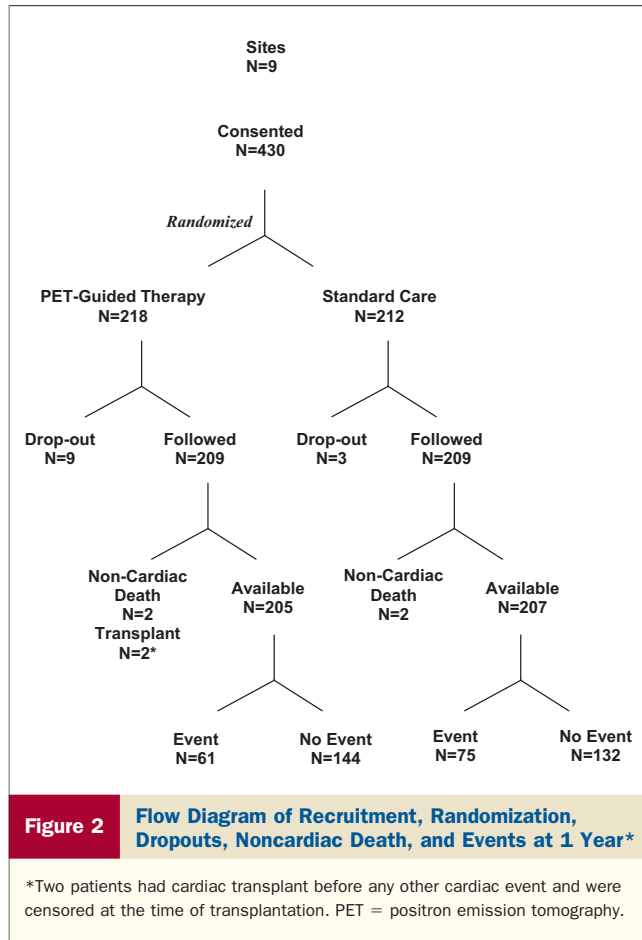 Sites
N=9
Consented
N=430
Randomized
PET-Guided Therapy
N=218
Standard Care
N=212
Drop-out
N=9
Followed
N=209
Drop-out
N=3
Followed
N=209
Non-Cardiac
Death
N=2
Transplant
N=2*
Available
N=205
Non-Cardiac
Death
N=2
Available
N=207
Event
N=61
No Event
N=144
Event
N=75
No Event
N=132
Figure 2
Flow Diagram of Recruitment, Randomization,
Dropouts, Noncardiac Death, and Events at 1 Year*
*Two patients had cardiac transplant before any other cardiac event and were
censored at the time of transplantation. PET = positron emission tomography.